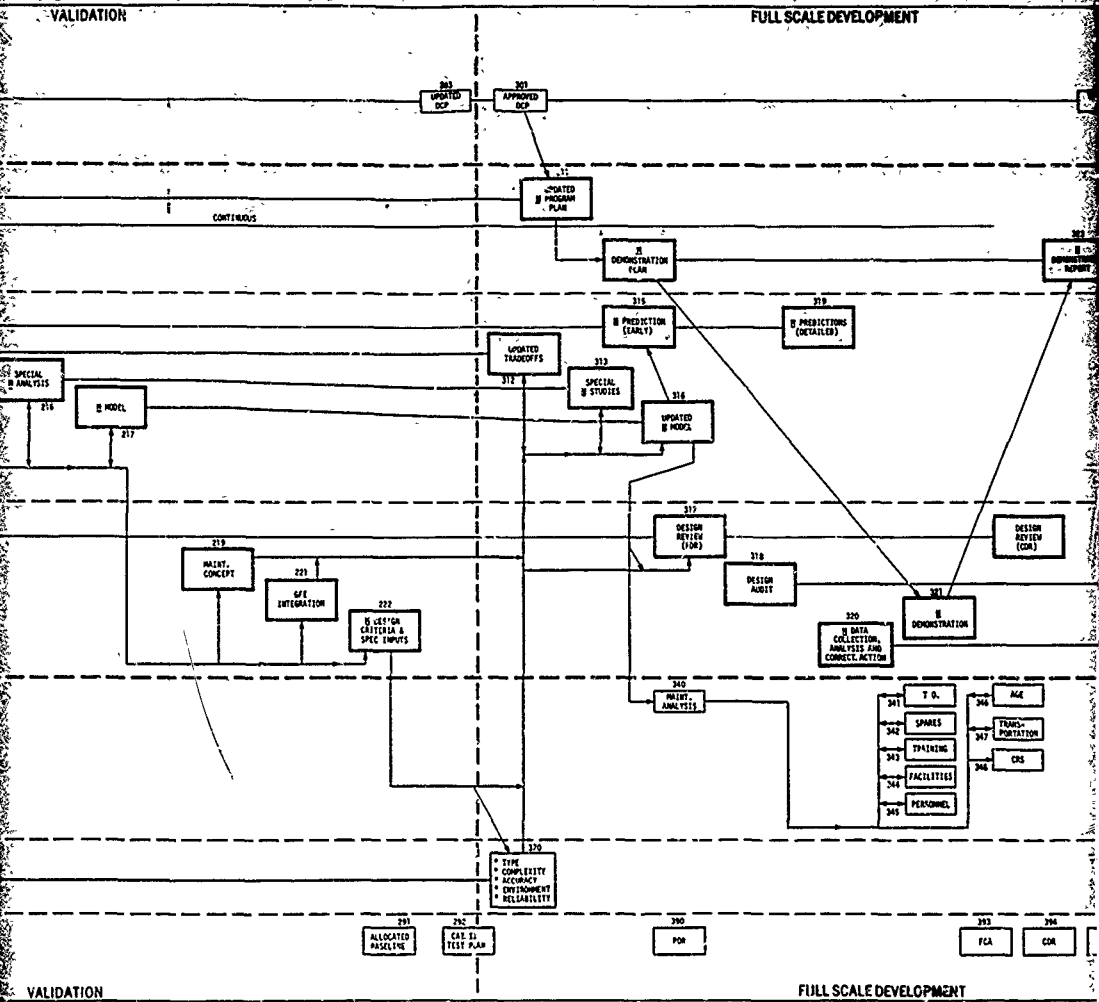 VALIDATION
FULL SCALE DEVELOPMENT
303
UPDATED
DCP
301
APPROVED
DCP
UPDATED
M PROGRAM
PLAN
CONTINUOUS
M
DEMONSTRATION
PLAN
M
REPORT
315
M PREDICTION
(EARLY)
319
M PREDICTIONS
(DETAILED)
UPDATED
TRADEOFFS
312
313
SPECIAL
M STUDIES
SPECIAL
M ANALYSIS
216
M MODEL
217
316
UPDATED
M MODEL
317
DESIGN
REVIEW
(PDR)
DESIGN
REVIEW
(CDR)
219
MAINT.
CONCEPT
221
GFE
INTEGRATION
222
M DESIGN
CRITERIA &
SPEC INPUTS
318
DESIGN
AUDIT
321
M
DEMONSTRATION
320
M DATA
COLLECTION,
ANALYSIS AND
CORRECT.ACTION
340
MAINT.
ANALYSIS
T O.
341
SPARES
342
TRAINING
343
FACILITIES
344
PERSONNEL
345
AGE
346
TRANS-
PORTATION
347
CRS
370
* TYPE
* COMPLEXITY
* ACCURACY
* ENVIRONMENT
* RELIABILITY
291
ALLOCATED
BASELINE
292
CAT II
TEST PLAN
390
PDR
393
FCA
394
CDR
VALIDATION
FULL SCALE DEVELOPMENT